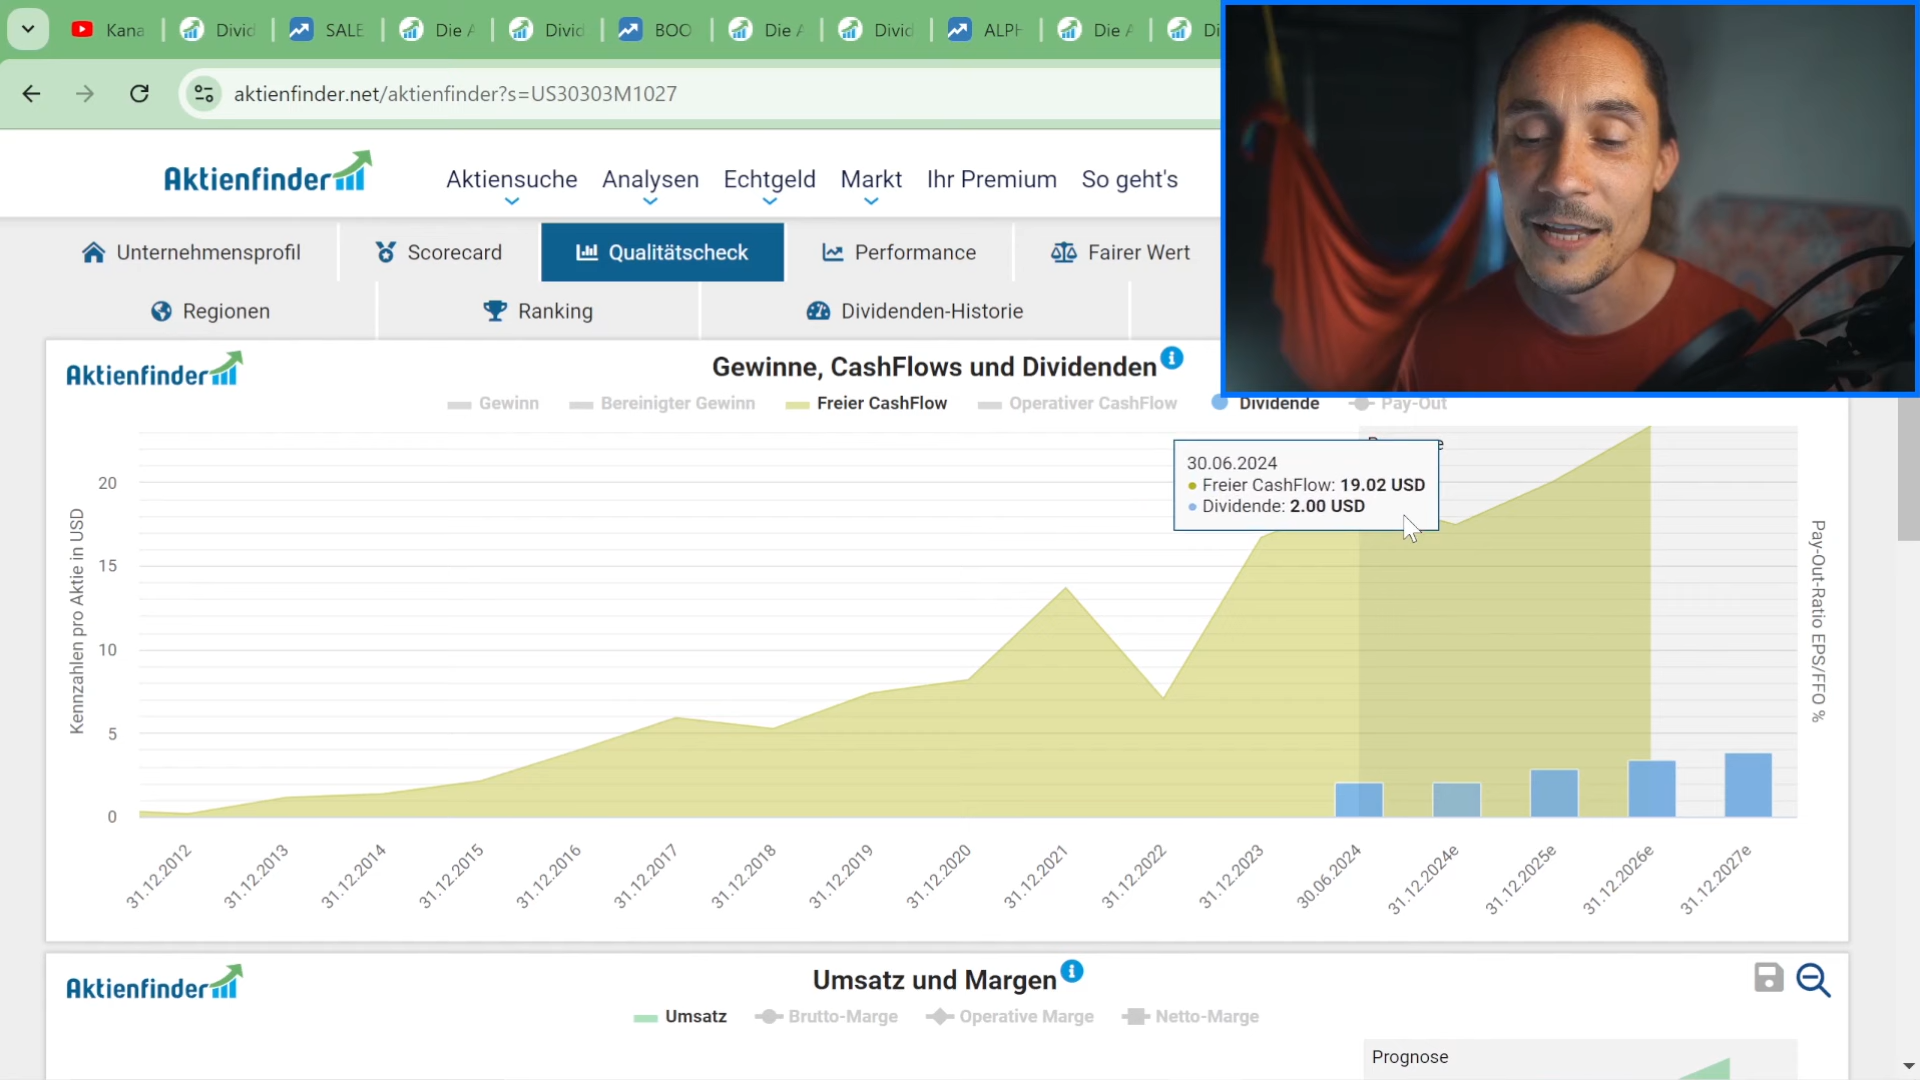 Kana
Divid
SALE
Die A
Divid
BOO
Die A
Divid
ALPH
Die A
Di
aktienfinder.net/aktienfinder?s=US30303M1027
Aktienfinder
Aktiensuche
Analysen
Echtgeld
Markt
Ihr Premium
So geht's
Unternehmensprofil
Scorecard
Qualitätscheck
Performance
Fairer Wert
Regionen
Ranking
Dividenden-Historie
Aktienfinder
Gewinne, CashFlows und Dividenden
Gewinn
Bereinigter Gewinn
Freier CashFlow
Operativer CashFlow
Dividende
Pay-Out
30.06.2024
Freier CashFlow: 19.02 USD
Dividende: 2.00 USD
Kennzahlen pro Aktie in USD
20
15
10
5
0
Pay-Out-Ratio EPS/FFO %
31.12.2012
31.12.2013
31.12.2014
31.12.2015
31.12.2016
31.12.2017
31.12.2018
31.12.2019
31.12.2020
31.12.2021
31.12.2022
31.12.2023
30.06.2024
31.12.2024e
31.12.2025e
31.12.2026e
31.12.2027e
Aktienfinder
Umsatz und Margen
Umsatz
Brutto-Marge
Operative Marge
Netto-Marge
Prognose